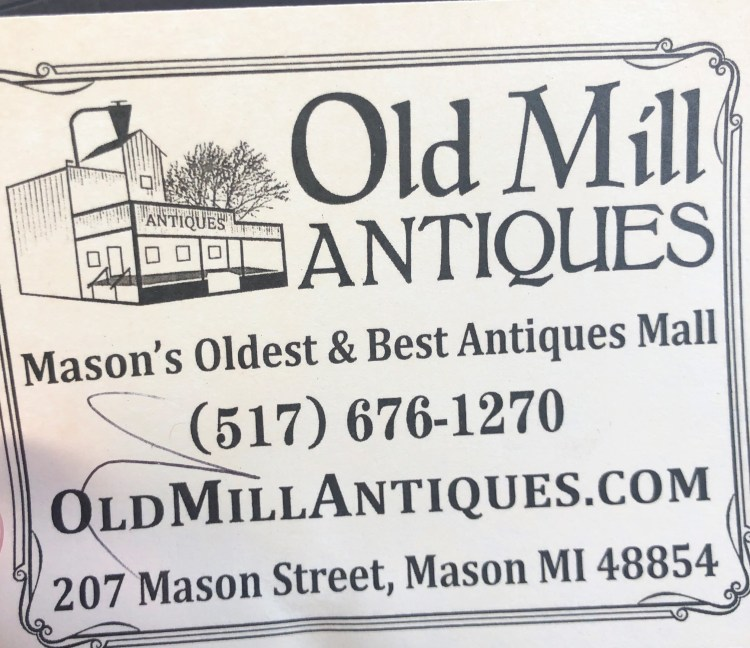 Old Mill
ANTIQUES
ANTIQUES
Mason's Oldest & Best Antiques Mall
(517) 676-1270
OLDMILLANTIQUES.COM
207 Mason Street, Mason MI 48854